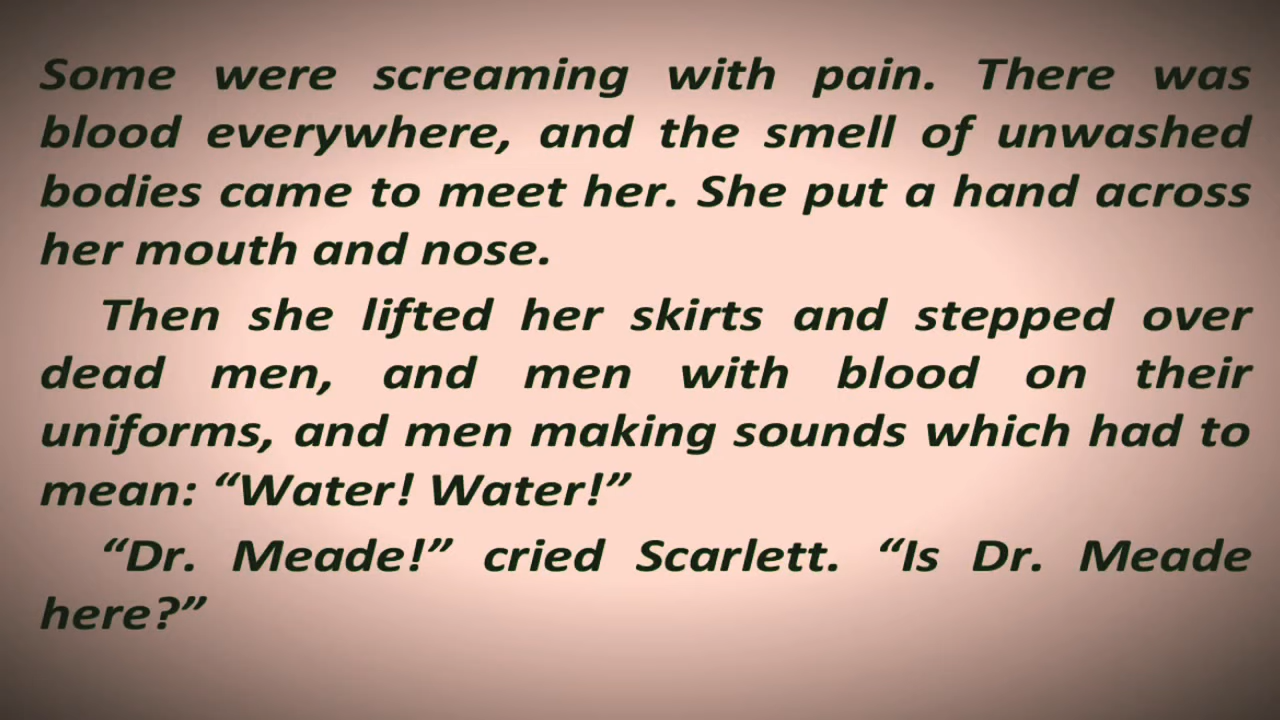 Some were screaming with pain. There was
blood everywhere, and the smell of unwashed
bodies came to meet her. She put a hand across
her mouth and nose.
Then she lifted her skirts and stepped over
dead men, and men with blood on their
uniforms, and men making sounds which had to
mean: “Water! Water!”
“Dr. Meade!” cried Scarlett. “Is Dr. Meade
here?”